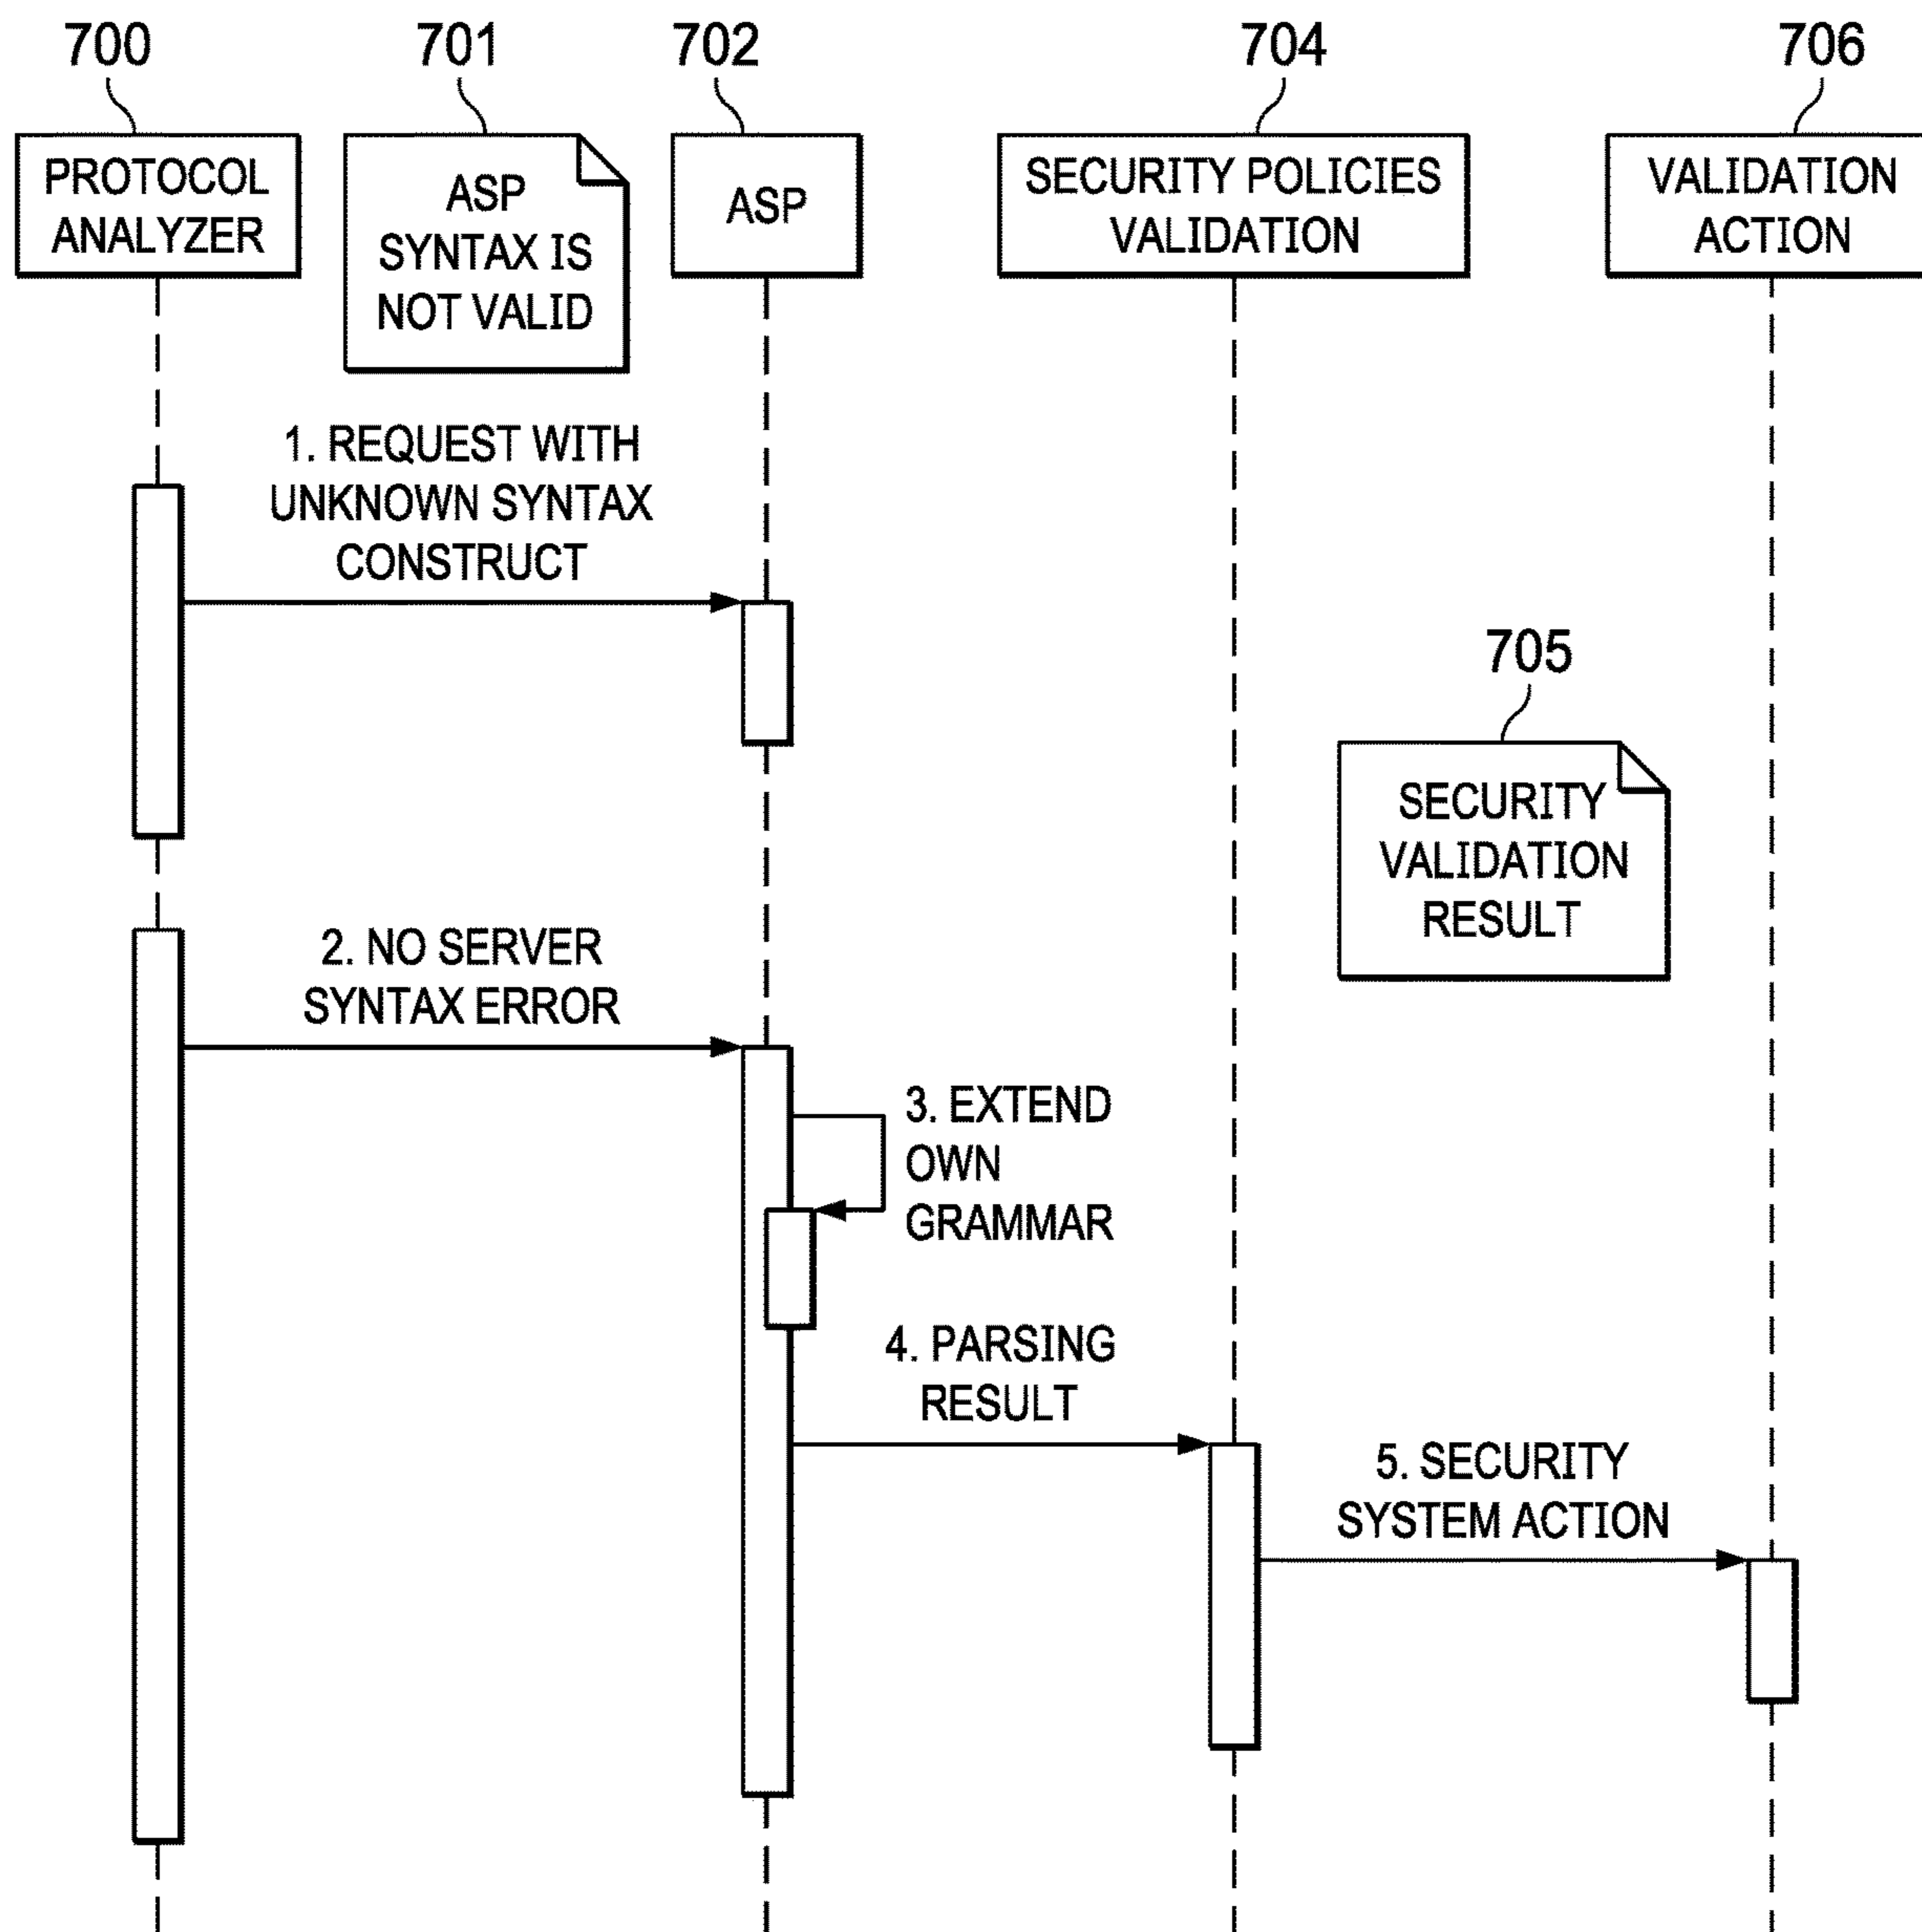 700
701
702
704
706
PROTOCOL
ANALYZER
ASP
SYNTAX IS
NOT VALID
ASP
SECURITY POLICIES
VALIDATION
VALIDATION
ACTION
1. REQUEST WITH
UNKNOWN SYNTAX
CONSTRUCT
705
SECURITY
VALIDATION
RESULT
2. NO SERVER
SYNTAX ERROR
3. EXTEND
OWN
GRAMMAR
4. PARSING
RESULT
5. SECURITY
SYSTEM ACTION